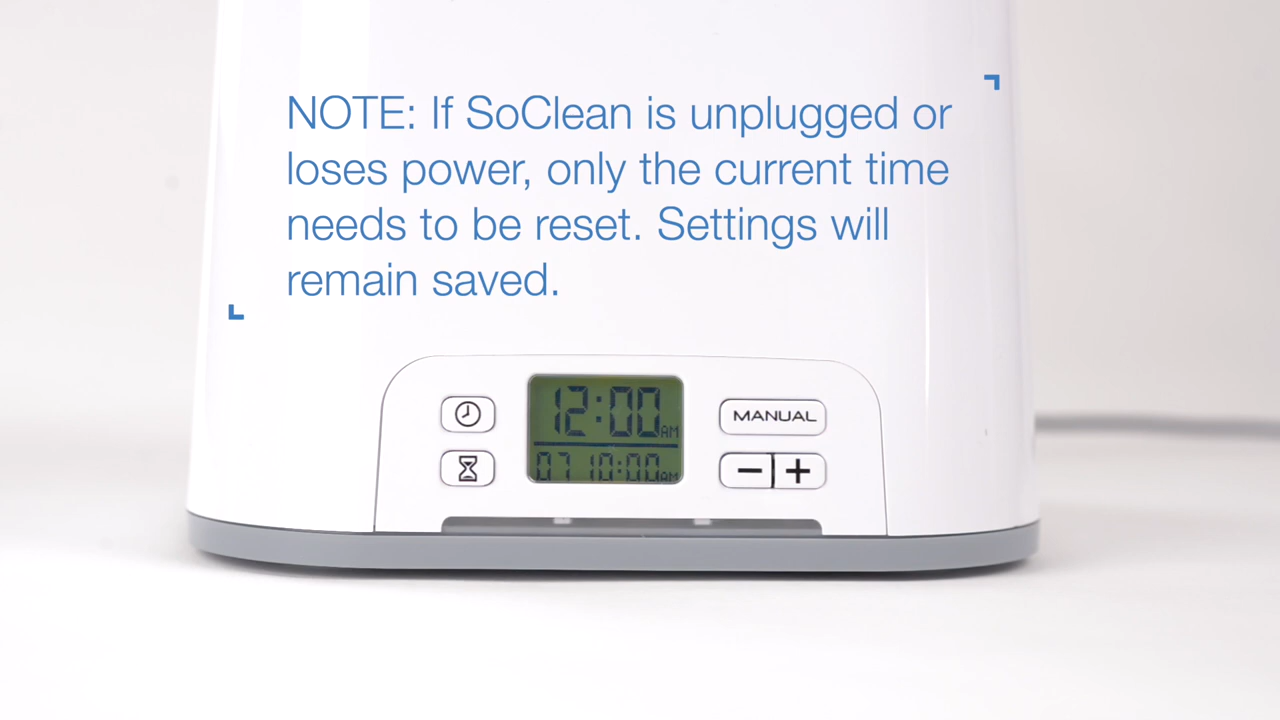 NOTE: If SoClean is unplugged or
loses power, only the current time
needs to be reset. Settings will
remain saved.
12:00AM
MANUAL
07 10:00AM
− +